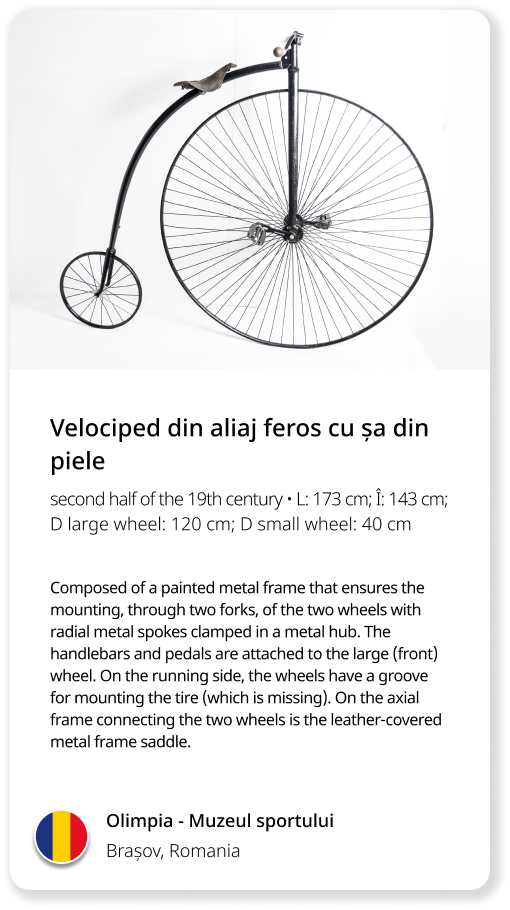 Velociped din aliaj feros cu șa din
piele
second half of the 19th century • L: 173 cm; Î: 143 cm;
D large wheel: 120 cm; D small wheel: 40 cm
Composed of a painted metal frame that ensures the
mounting, through two forks, of the two wheels with
radial metal spokes clamped in a metal hub. The
handlebars and pedals are attached to the large (front)
wheel. On the running side, the wheels have a groove
for mounting the tire (which is missing). On the axial
frame connecting the two wheels is the leather-covered
metal frame saddle.
Olimpia - Muzeul sportului
Brașov, Romania